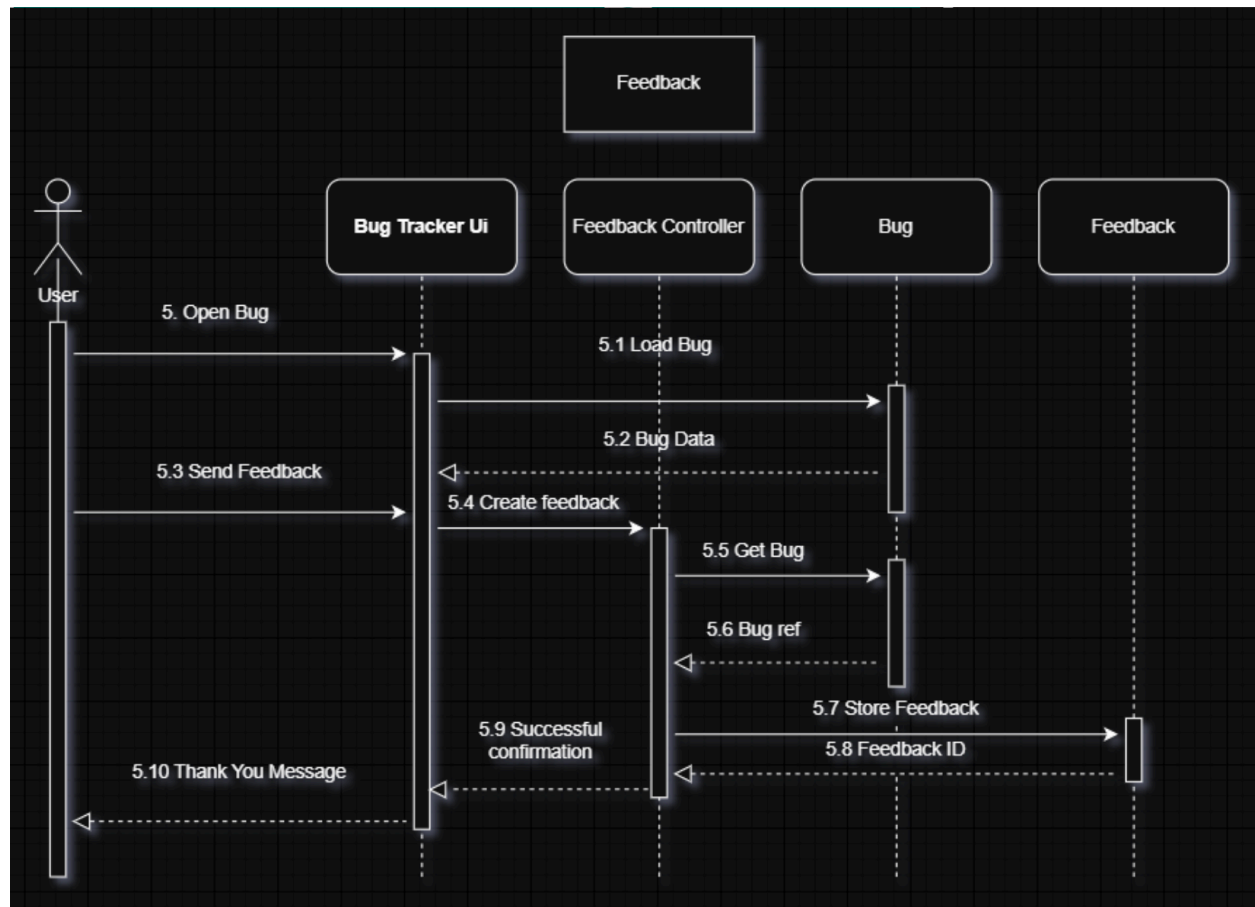 Feedback
Bug Tracker Ui
Feedback Controller
Bug
Feedback
User
5. Open Bug
5.1 Load Bug
5.2 Bug Data
5.3 Send Feedback
5.4 Create feedback
5.5 Get Bug
5.6 Bug ref
5.7 Store Feedback
5.8 Feedback ID
5.9 Successful
confirmation
5.10 Thank You Message